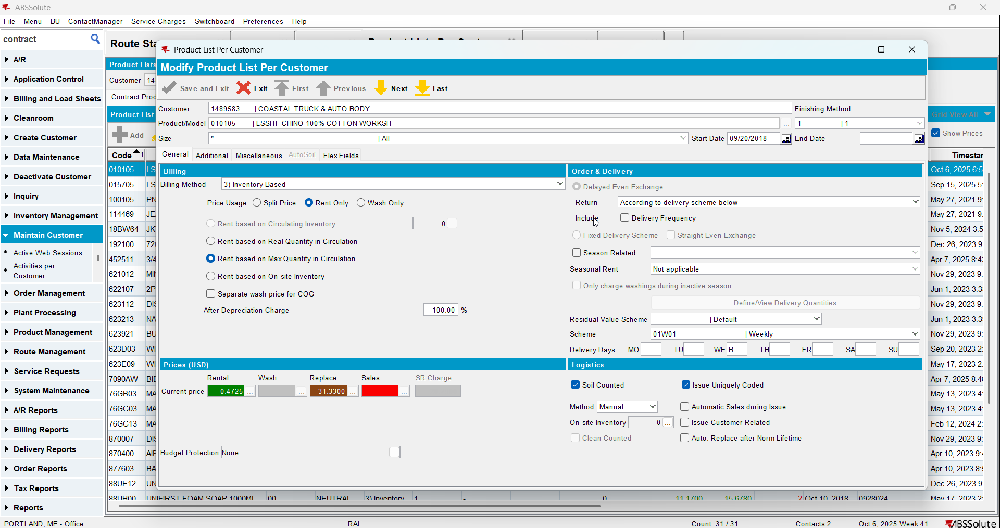 ABSSolute
File Menu BU ContactManager Service Charges Switchboard Preferences Help
contract
Route Sta
Product List Per Customer
Modify Product List Per Customer
Save and Exit Exit First Previous Next Last
Customer 1489583 | COASTAL TRUCK & AUTO BODY Finishing Method
Product/Model 010105 | LSSHT-CHINO 100% COTTON WORKSH ... 1 | 1
Size * | All Start Date 09/20/2018 16 End Date 16
General Additional Miscellaneous AutoSoil Flex Fields
Billing
Billing Method 3) Inventory Based
Price Usage Split Price Rent Only Wash Only
Rent based on Circulating Inventory 0 ...
Rent based on Real Quantity in Circulation
Rent based on Max Quantity in Circulation
Rent based on On-site Inventory
Separate wash price for COG
After Depreciation Charge 100.00 %
Order & Delivery
Delayed Even Exchange
Return According to delivery scheme below
Include Delivery Frequency
Fixed Delivery Scheme Straight Even Exchange
Season Related
Seasonal Rent Not applicable
Only charge washings during inactive season
Define/View Delivery Quantities
Residual Value Scheme - | Default
Scheme 01W01 | Weekly
Delivery Days MO TU WE B TH FR SA SU
Prices (USD)
Rental Wash Replace Sales SR Charge
Current price 0.4725 ... ... 31.3300 ... ...
Budget Protection None ...
Logistics
Soil Counted Issue Uniquely Coded
Method Manual Automatic Sales during Issue
On-site Inventory 0 ... Issue Customer Related
Clean Counted Auto. Replace after Norm Lifetime
A/R
Application Control
Billing and Load Sheets
Cleanroom
Create Customer
Data Maintenance
Deactivate Customer
Inquiry
Inventory Management
Maintain Customer
Active Web Sessions
Activities per
Customer
Order Management
Plant Processing
Product Management
Route Management
Service Requests
System Maintenance
A/R Reports
Billing Reports
Delivery Reports
Order Reports
Tax Reports
Reports
Product Lists
Customer 14
Contract Proc
Product List
Grid View All
Add
Show Prices
Code 1 Timestar
010105 LS Oct 6, 2025 6:5
015705 LS Sep 15, 2025 5:
100105 PN May 27, 2021 9:
114469 JE May 27, 2021 9:
18BW64 JK Nov 5, 2024 3:5
192100 720 Dec 26, 2023 9:
452511 3/4 Apr 7, 2025 8:43
621012 MI Nov 29, 2023 9:
622107 2P Jun 1, 2023 3:38
623112 DIS Nov 29, 2023 9:
623213 NA Jun 1, 2023 3:39
623921 BU Nov 29, 2023 9:
623D03 WI Sep 20, 2023 2:
623E09 WI May 17, 2023 2:
7090AW BIE Apr 7, 2025 8:46
76GB03 MA May 13, 2023 4:
76GC03 MA May 13, 2023 4:
76GC13 MA Feb 12, 2024 2:
870007 DIS Nov 29, 2023 9:
870400 AIF Apr 10, 2023 9:4
877603 BA Apr 10, 2023 8:5
88UE12 UN Dec 26, 2023 9:
88UH00 UNIFIRST FOAM SOAP 1000ML 00 NEUTRAL 3) Inventory 1 - 0 11.1700 15.6780 ? Oct 10, 2018 0928024 May 17, 2023 2:
PORTLAND, ME - Office RAL Count: 31 / 31 Contacts 2 Oct 6, 2025 Week 41 ABSSolute